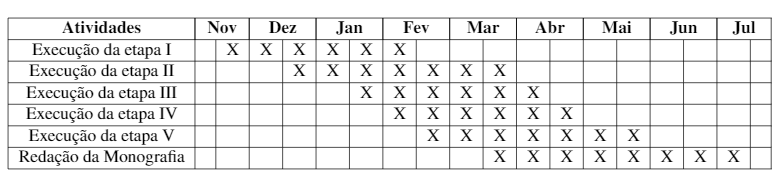 Atividades Nov Dez Jan Fev Mar Abr Mai Jun Jul
Execução da etapa I X X X X X X
Execução da etapa II X X X X X X X
Execução da etapa III X X X X X X
Execução da etapa IV X X X X X X
Execução da etapa V X X X X X X X
Redação da Monografia X X X X X X X X